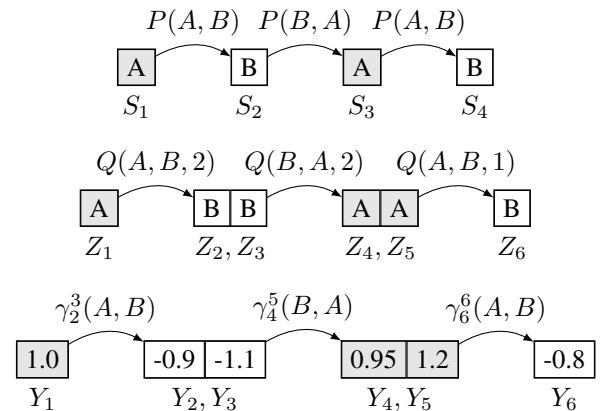 P(A, B) P(B, A) P(A, B)
A B A B
S₁ S₂ S₃ S₄
Q(A, B, 2) Q(B, A, 2) Q(A, B, 1)
A B B A A B
Z₁ Z₂, Z₃ Z₄, Z₅ Z₆
γ₂³(A, B) γ₄⁵(B, A) γ₆⁶(A, B)
1.0 -0.9 -1.1 0.95 1.2 -0.8
Y₁ Y₂, Y₃ Y₄, Y₅ Y₆